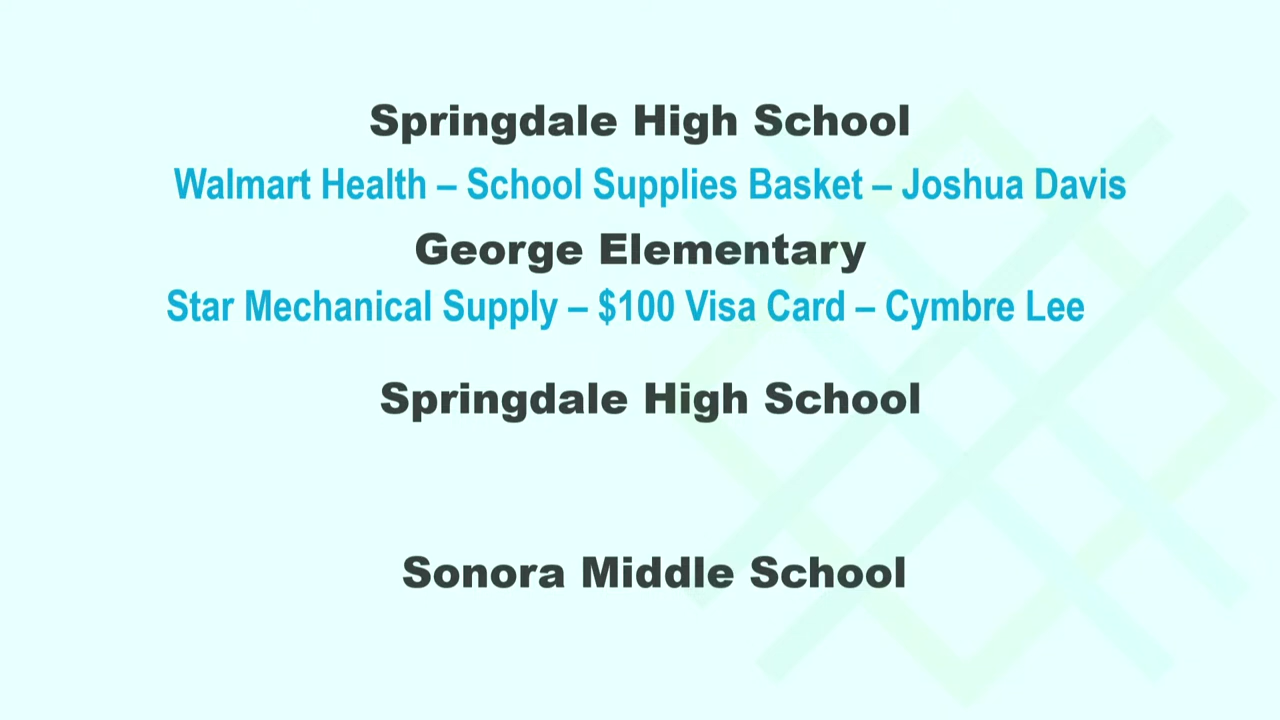 Springdale High School
Walmart Health – School Supplies Basket – Joshua Davis
George Elementary
Star Mechanical Supply – $100 Visa Card – Cymbre Lee
Springdale High School
Sonora Middle School